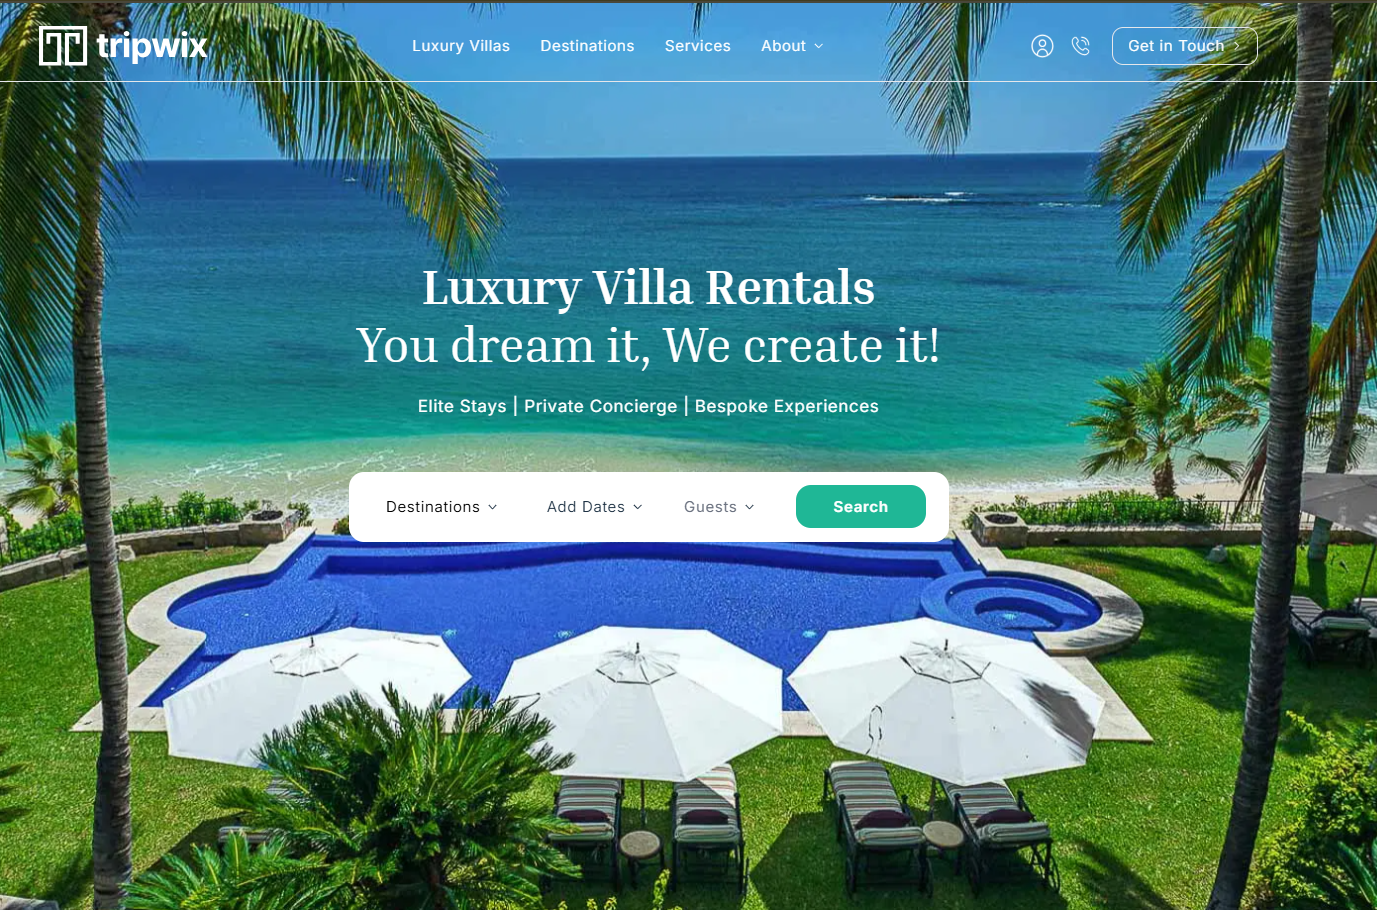 tripwix
Luxury Villas Destinations Services About
Get in Touch
Luxury Villa Rentals
You dream it, We create it!
Elite Stays | Private Concierge | Bespoke Experiences
Destinations Add Dates Guests Search